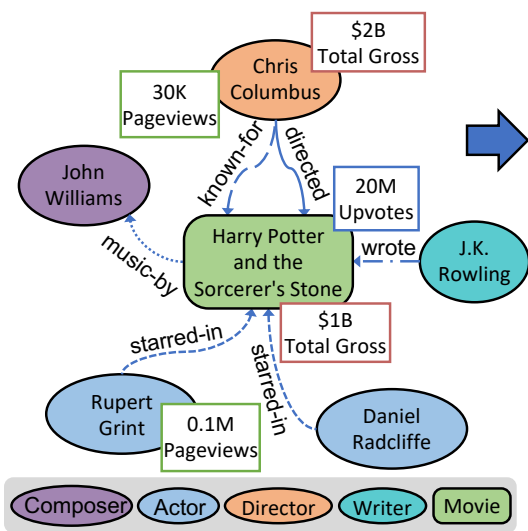 $2B
Total Gross
Chris
Columbus
30K
Pageviews
known-for
directed
John
Williams
20M
Upvotes
music-by
Harry Potter
and the
Sorcerer's Stone
wrote
J.K.
Rowling
$1B
Total Gross
starred-in
starred-in
Rupert
Grint
0.1M
Pageviews
Daniel
Radcliffe
Composer
Actor
Director
Writer
Movie